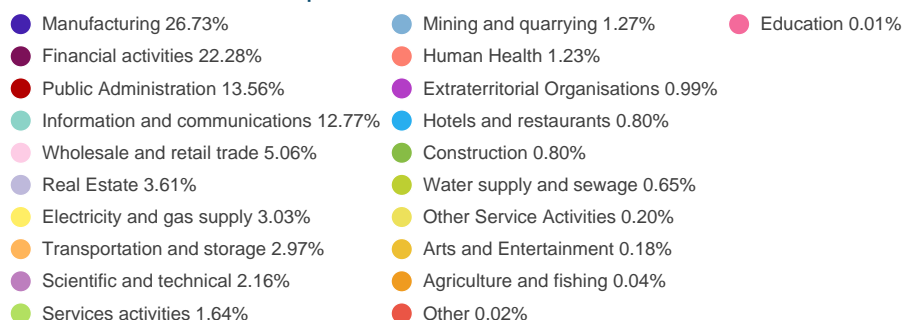 Manufacturing 26.73%
Financial activities 22.28%
Public Administration 13.56%
Information and communications 12.77%
Wholesale and retail trade 5.06%
Real Estate 3.61%
Electricity and gas supply 3.03%
Transportation and storage 2.97%
Scientific and technical 2.16%
Services activities 1.64%
Mining and quarrying 1.27%
Human Health 1.23%
Extraterritorial Organisations 0.99%
Hotels and restaurants 0.80%
Construction 0.80%
Water supply and sewage 0.65%
Other Service Activities 0.20%
Arts and Entertainment 0.18%
Agriculture and fishing 0.04%
Other 0.02%
Education 0.01%